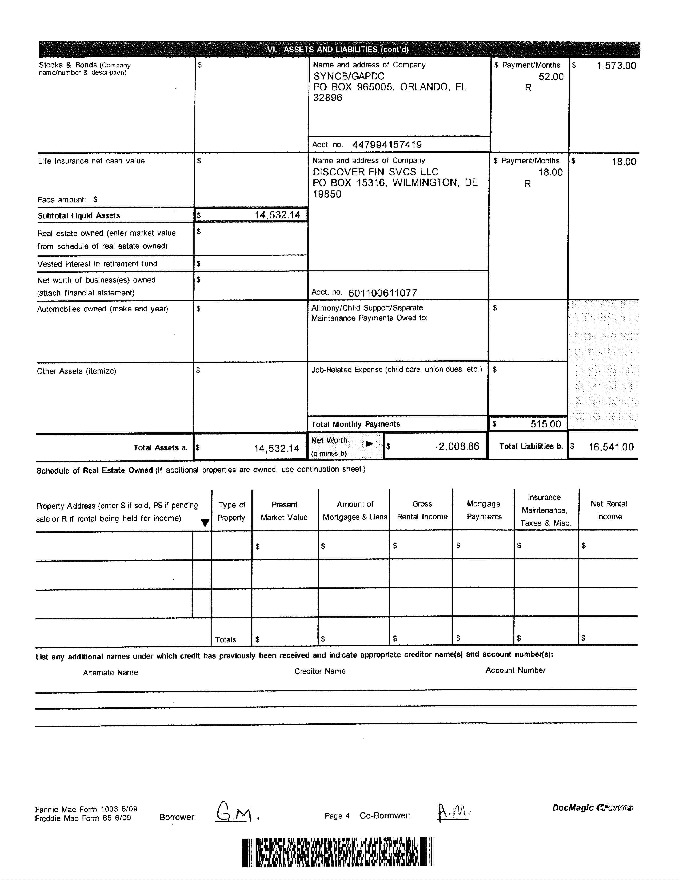 VI. ASSETS AND LIABILITIES (cont'd)
Stocks & Bonds (Company
name/number & description)
$
Name and address of Company
SYNCB/GAPDC
PO BOX 965005, ORLANDO, FL
32896
Acct. no. 447994157419
$ Payment/Months
52.00
R
$ 1,573.00
Life Insurance net cash value
Face amount: $
$
Name and address of Company
DISCOVER FIN SVCS LLC
PO BOX 15316, WILMINGTON, DE
19850
Acct. no. 601100611077
$ Payment/Months
18.00
R
$ 18.00
Subtotal Liquid Assets $ 14,532.14
Real estate owned (enter market value
from schedule of real estate owned) $
Vested interest in retirement fund $
Net worth of business(es) owned
(attach financial statement) $
Automobiles owned (make and year) $
Alimony/Child Support/Separate
Maintenance Payments Owed to: $
Other Assets (itemize) $
Job-Related Expense (child care, union dues, etc.) $
Total Monthly Payments $ 515.00
Total Assets a. $ 14,532.14
Net Worth
(a minus b) $ -2,008.86
Total Liabilities b. $ 16,541.00
Schedule of Real Estate Owned (If additional properties are owned, use continuation sheet.)
Property Address (enter S if sold, PS if pending
sale or R if rental being held for income)
Type of
Property
Present
Market Value
Amount of
Mortgages & Liens
Gross
Rental Income
Mortgage
Payments
Insurance
Maintenance,
Taxes & Misc.
Net Rental
Income
$ $ $ $ $ $
Totals $ $ $ $ $ $
List any additional names under which credit has previously been received and indicate appropriate creditor name(s) and account number(s):
Alternate Name Creditor Name Account Number
Fannie Mae Form 1003 6/09
Freddie Mac Form 65 6/09
Borrower G.M.
Page 4 Co-Borrower A.M.
DocMagic